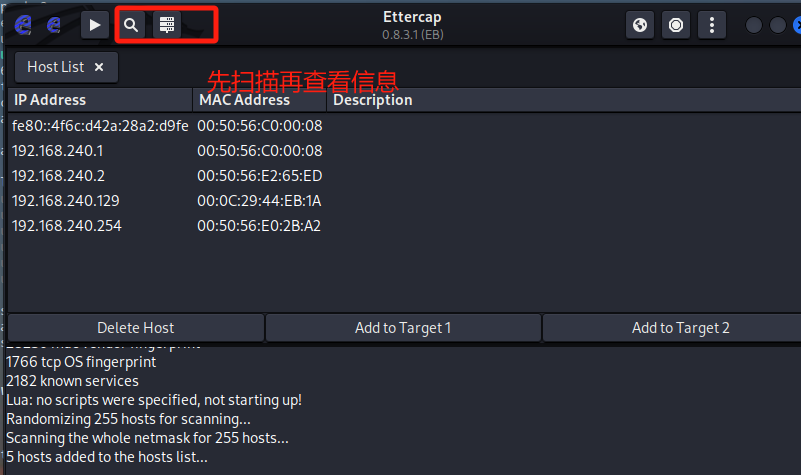 Ettercap
0.8.3.1 (EB)
Host List ×
先扫描再查看信息
IP Address MAC Address Description
fe80::4f6c:d42a:28a2:d9fe 00:50:56:C0:00:08
192.168.240.1 00:50:56:C0:00:08
192.168.240.2 00:50:56:E2:65:ED
192.168.240.129 00:0C:29:44:EB:1A
192.168.240.254 00:50:56:E0:2B:A2
Delete Host Add to Target 1 Add to Target 2
1766 tcp OS fingerprint
2182 known services
Lua: no scripts were specified, not starting up!
Randomizing 255 hosts for scanning...
Scanning the whole netmask for 255 hosts...
5 hosts added to the hosts list...